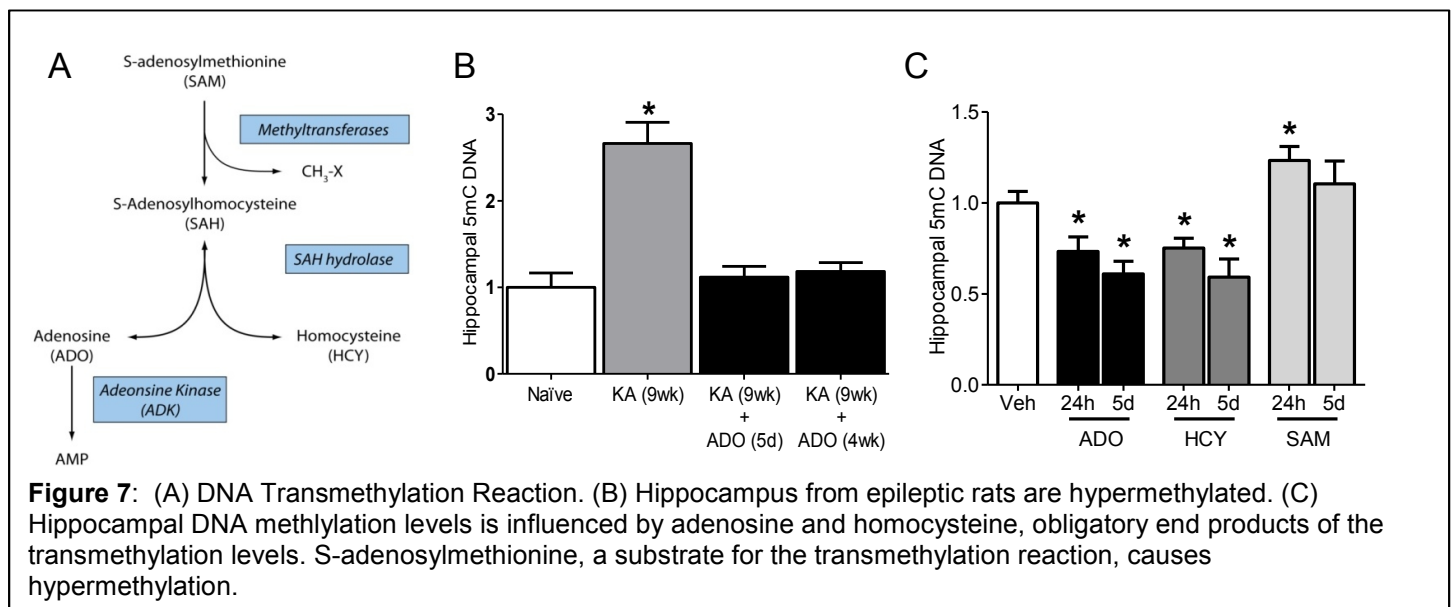 A
S-adenosylmethionine
(SAM)
Methyltransferases
CH3-X
S-Adenosylhomocysteine
(SAH)
SAH hydrolase
Adenosine
(ADO)
Homocysteine
(HCY)
Adeonsine Kinase
(ADK)
AMP
B
Hippocampal 5mC DNA
3
2
1
0
*
Naïve
KA (9wk)
KA (9wk)
+
ADO (5d)
KA (9wk)
+
ADO (4wk)
C
Hippocampal 5mC DNA
1.5
1.0
0.5
0.0
* * * * *
Veh 24h 5d 24h 5d 24h 5d
ADO HCY SAM
Figure 7: (A) DNA Transmethylation Reaction. (B) Hippocampus from epileptic rats are hypermethylated. (C)
Hippocampal DNA methlylation levels is influenced by adenosine and homocysteine, obligatory end products of the
transmethylation levels. S-adenosylmethionine, a substrate for the transmethylation reaction, causes
hypermethylation.